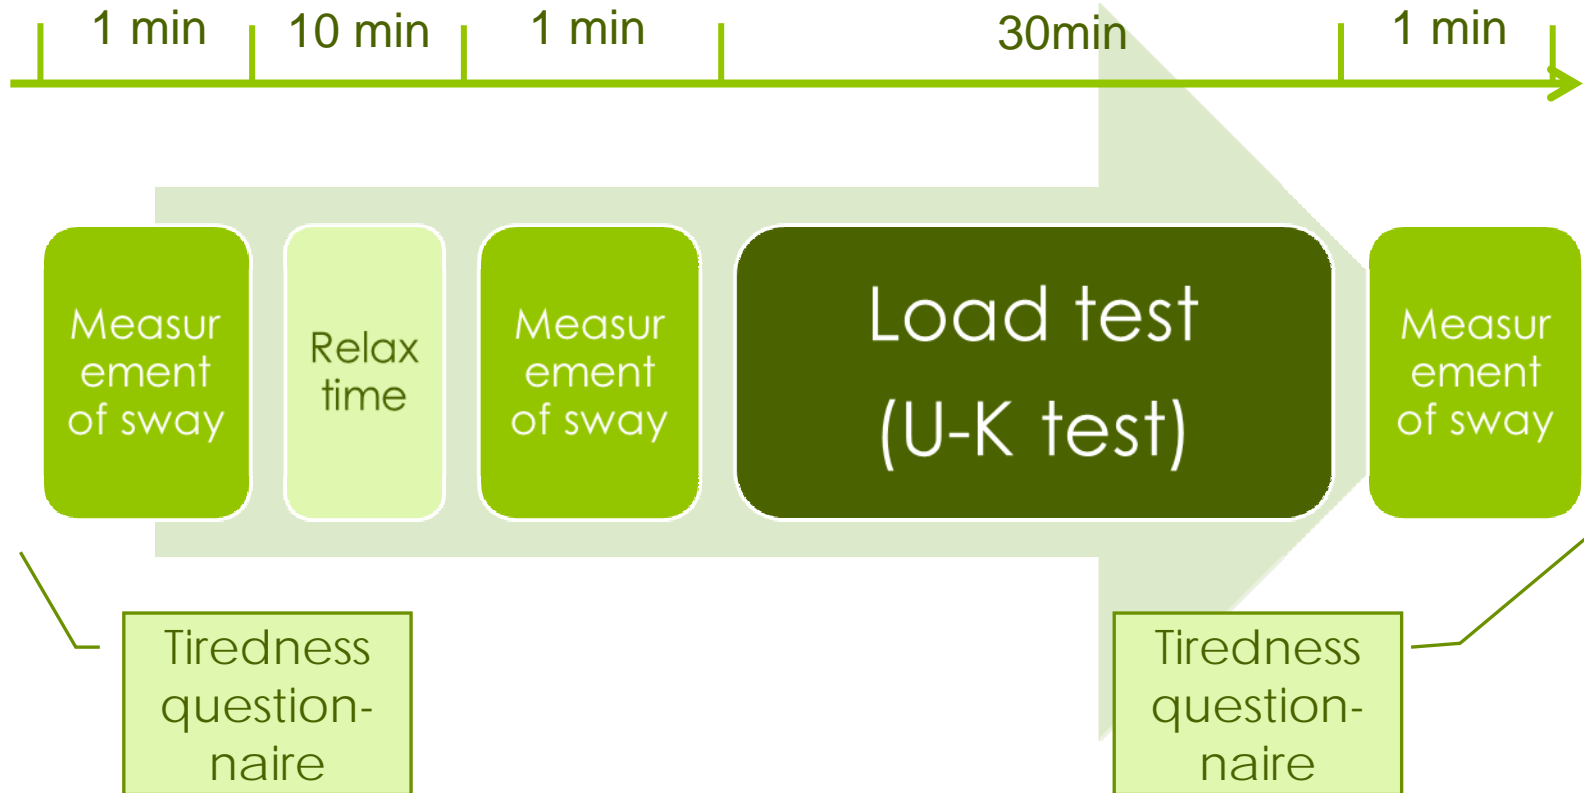 1 min
10 min
1 min
30min
1 min
Measur
ement
of sway
Relax
time
Measur
ement
of sway
Load test
(U-K test)
Measur
ement
of sway
Tiredness
question-
naire
Tiredness
question-
naire